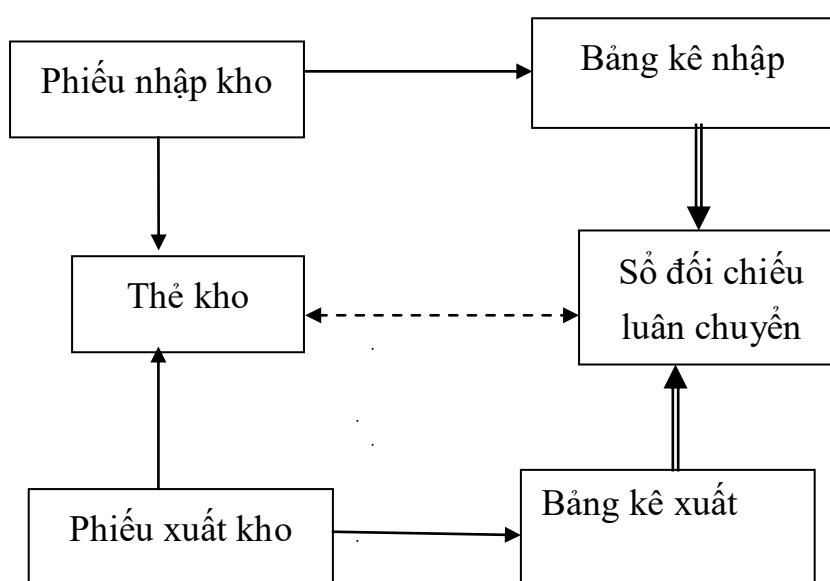 Phiếu nhập kho
Bảng kê nhập
Thẻ kho
Sổ đối chiếu
luân chuyển
Phiếu xuất kho
Bảng kê xuất